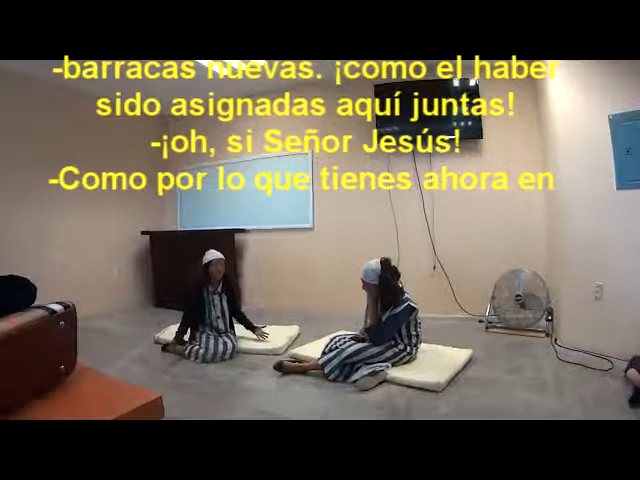 -barracas nuevas. ¡como el haber
sido asignadas aquí juntas!
-¡oh, si Señor Jesús!
-Como por lo que tienes ahora en